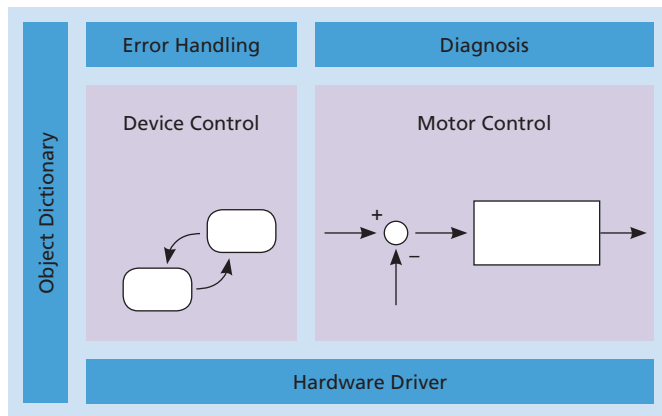 Object Dictionary
Error Handling
Diagnosis
Device Control
Motor Control
+
−
Hardware Driver